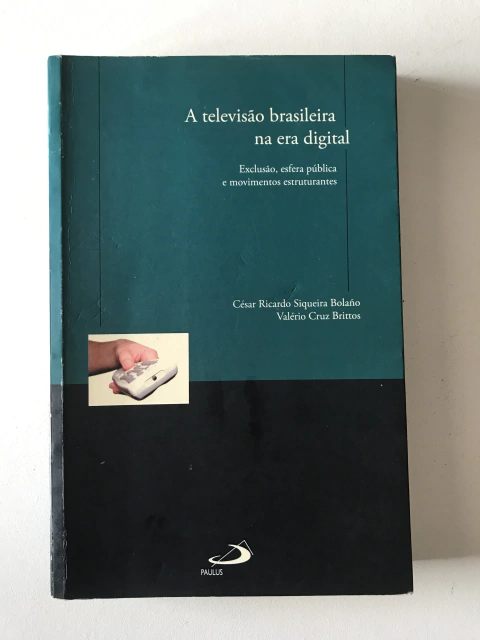 A televisão brasileira
na era digital
Exclusão, esfera pública
e movimentos estruturantes
César Ricardo Siqueira Bolaño
Valério Cruz Brittos
PAULUS